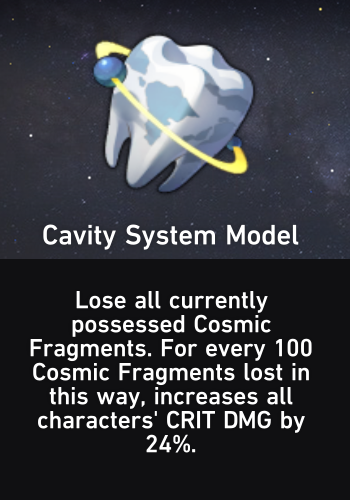 Cavity System Model
Lose all currently
possessed Cosmic
Fragments. For every 100
Cosmic Fragments lost in
this way, increases all
characters' CRIT DMG by
24%.